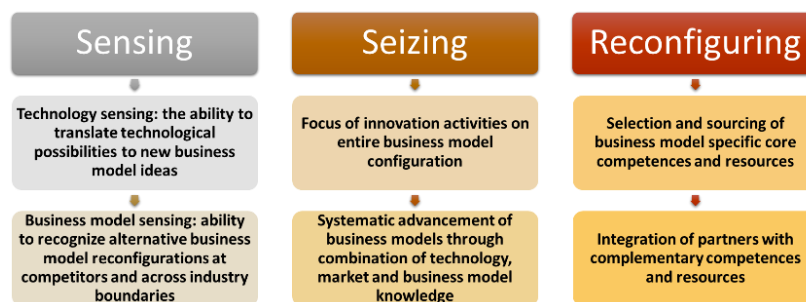 Sensing
Technology sensing: the ability to
translate technological
possibilities to new business
model ideas
Business model sensing: ability
to recognize alternative business
model reconfigurations at
competitors and across industry
boundaries
Seizing
Focus of innovation activities on
entire business model
configuration
Systematic advancement of
business models through
combination of technology,
market and business model
knowledge
Reconfiguring
Selection and sourcing of
business model specific core
competences and resources
Integration of partners with
complementary competences
and resources